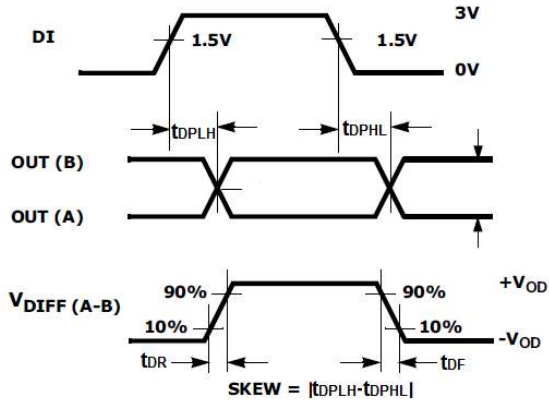 DI
1.5V
1.5V
3V
0V
tDPLH
tDPHL
OUT (B)
OUT (A)
VDIFF (A-B)
90%
90%
+VOD
10%
10%
-VOD
tDR
tDF
SKEW = |tDPLH-tDPHL|